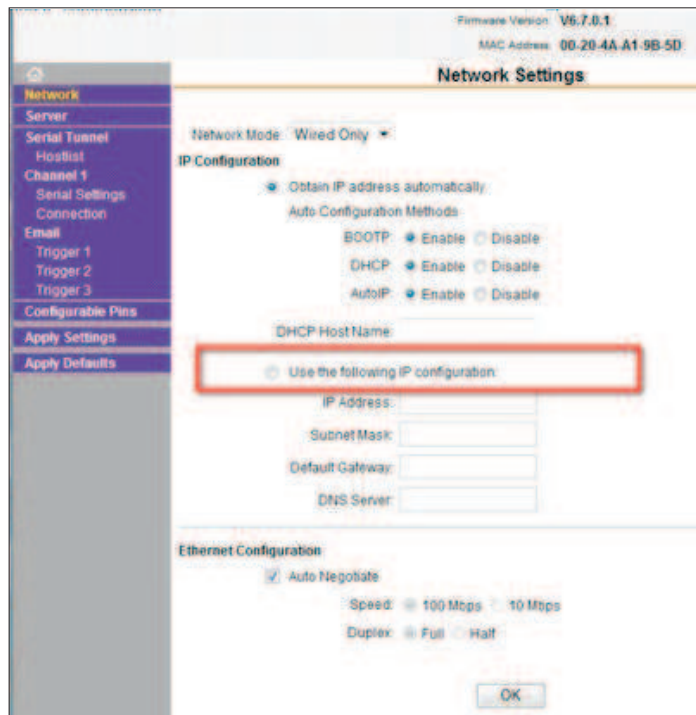 Firmware Version V6.7.0.1
MAC Address 00-20-4A-A1-9B-5D
Network Settings
Network
Server
Serial Tunnel
Hostlist
Channel 1
Serial Settings
Connection
Email
Trigger 1
Trigger 2
Trigger 3
Configurable Pins
Apply Settings
Apply Defaults
Network Mode: Wired Only
IP Configuration
Obtain IP address automatically
Auto Configuration Methods
BOOTP: Enable Disable
DHCP: Enable Disable
AutoIP: Enable Disable
DHCP Host Name:
Use the following IP configuration:
IP Address:
Subnet Mask:
Default Gateway:
DNS Server:
Ethernet Configuration
Auto Negotiate
Speed: 100 Mbps 10 Mbps
Duplex: Full Half
OK